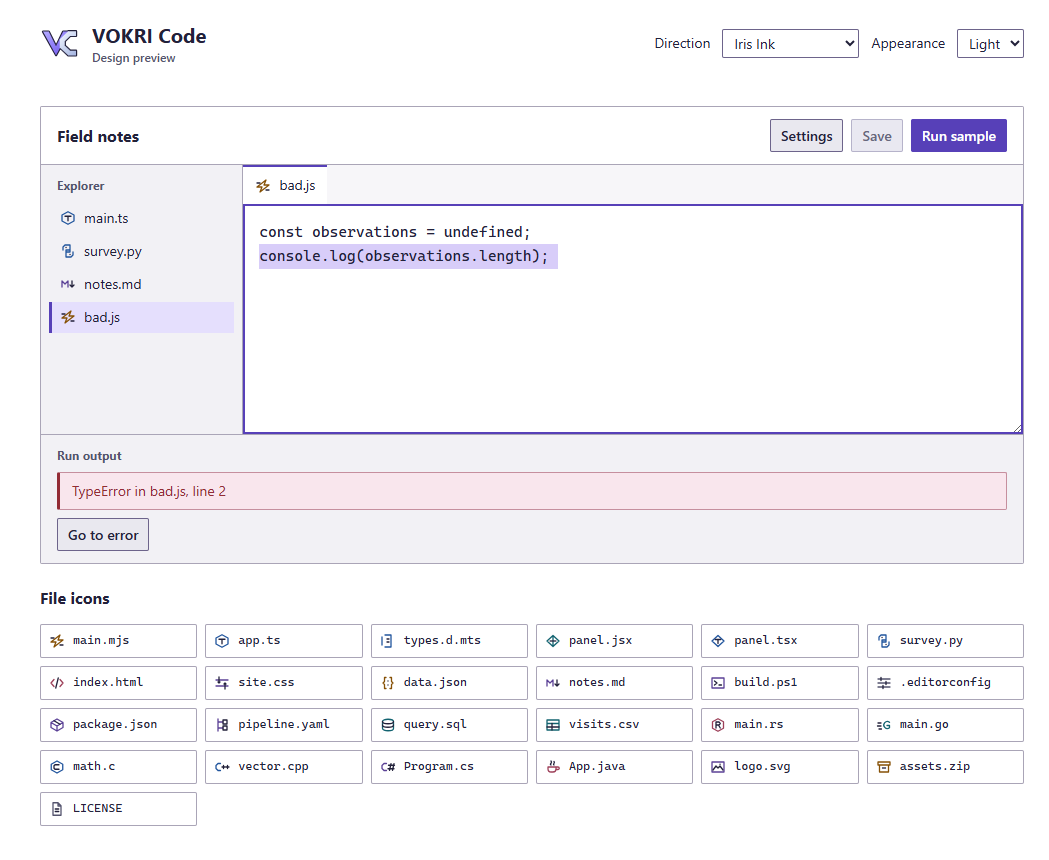 VOKRI Code
Design preview
Direction
Iris Ink
Appearance
Light
Field notes
Settings
Save
Run sample
Explorer
main.ts
survey.py
notes.md
bad.js
bad.js
const observations = undefined;
console.log(observations.length);
Run output
TypeError in bad.js, line 2
Go to error
File icons
main.mjs
app.ts
types.d.mts
panel.jsx
panel.tsx
survey.py
index.html
site.css
data.json
notes.md
build.ps1
.editorconfig
package.json
pipeline.yaml
query.sql
visits.csv
main.rs
main.go
math.c
vector.cpp
Program.cs
App.java
logo.svg
assets.zip
LICENSE